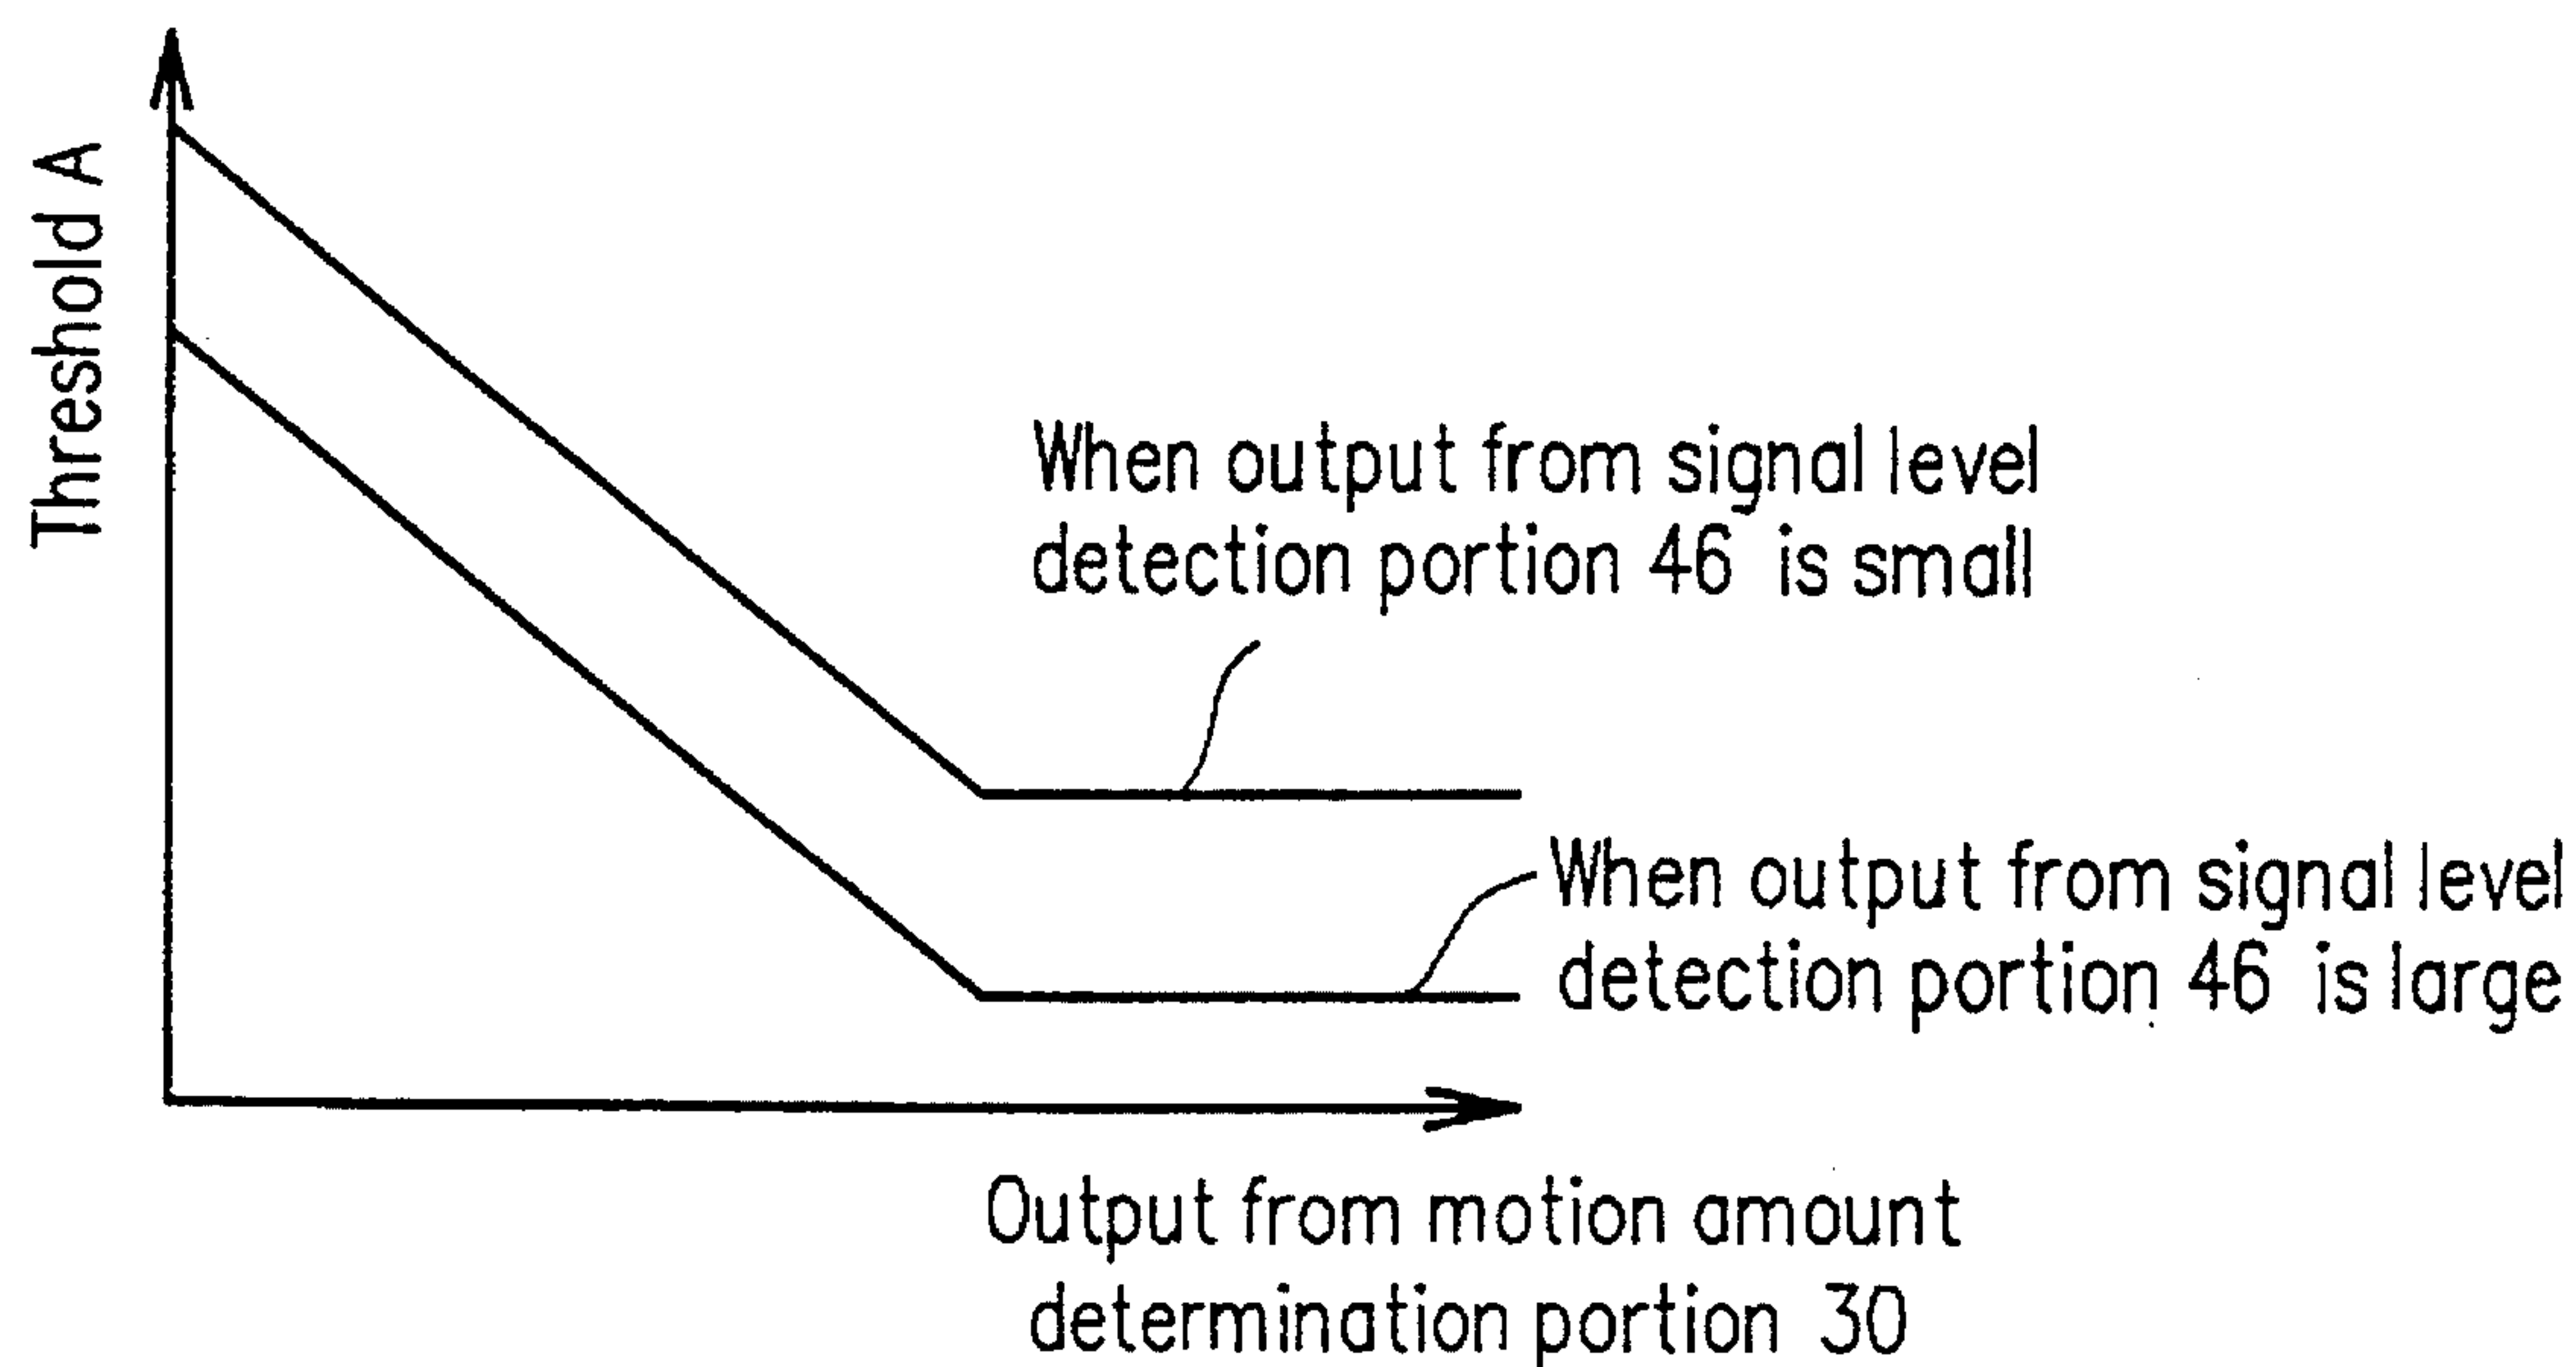 Threshold A
When output from signal level
detection portion 46 is small
When output from signal level
detection portion 46 is large
Output from motion amount
determination portion 30